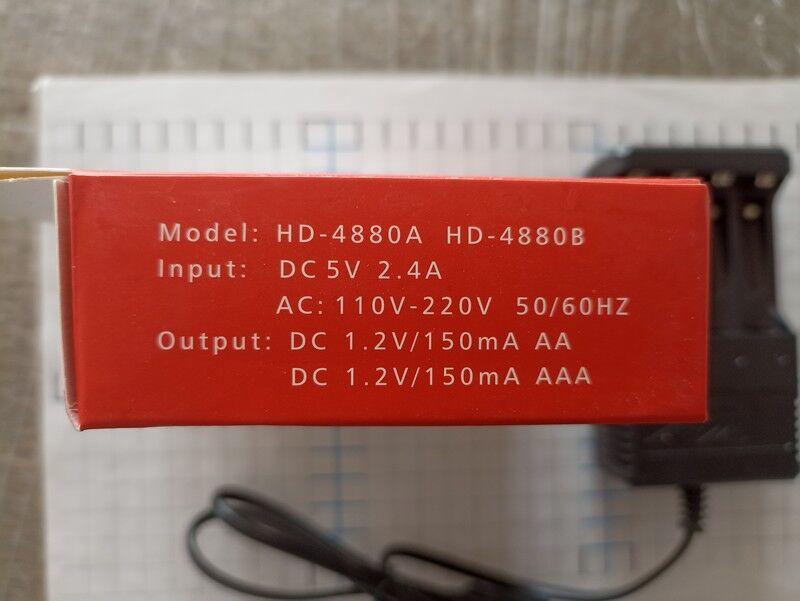 Model: HD-4880A HD-4880B
Input: DC 5V 2.4A
AC: 110V-220V 50/60HZ
Output: DC 1.2V/150mA AA
DC 1.2V/150mA AAA